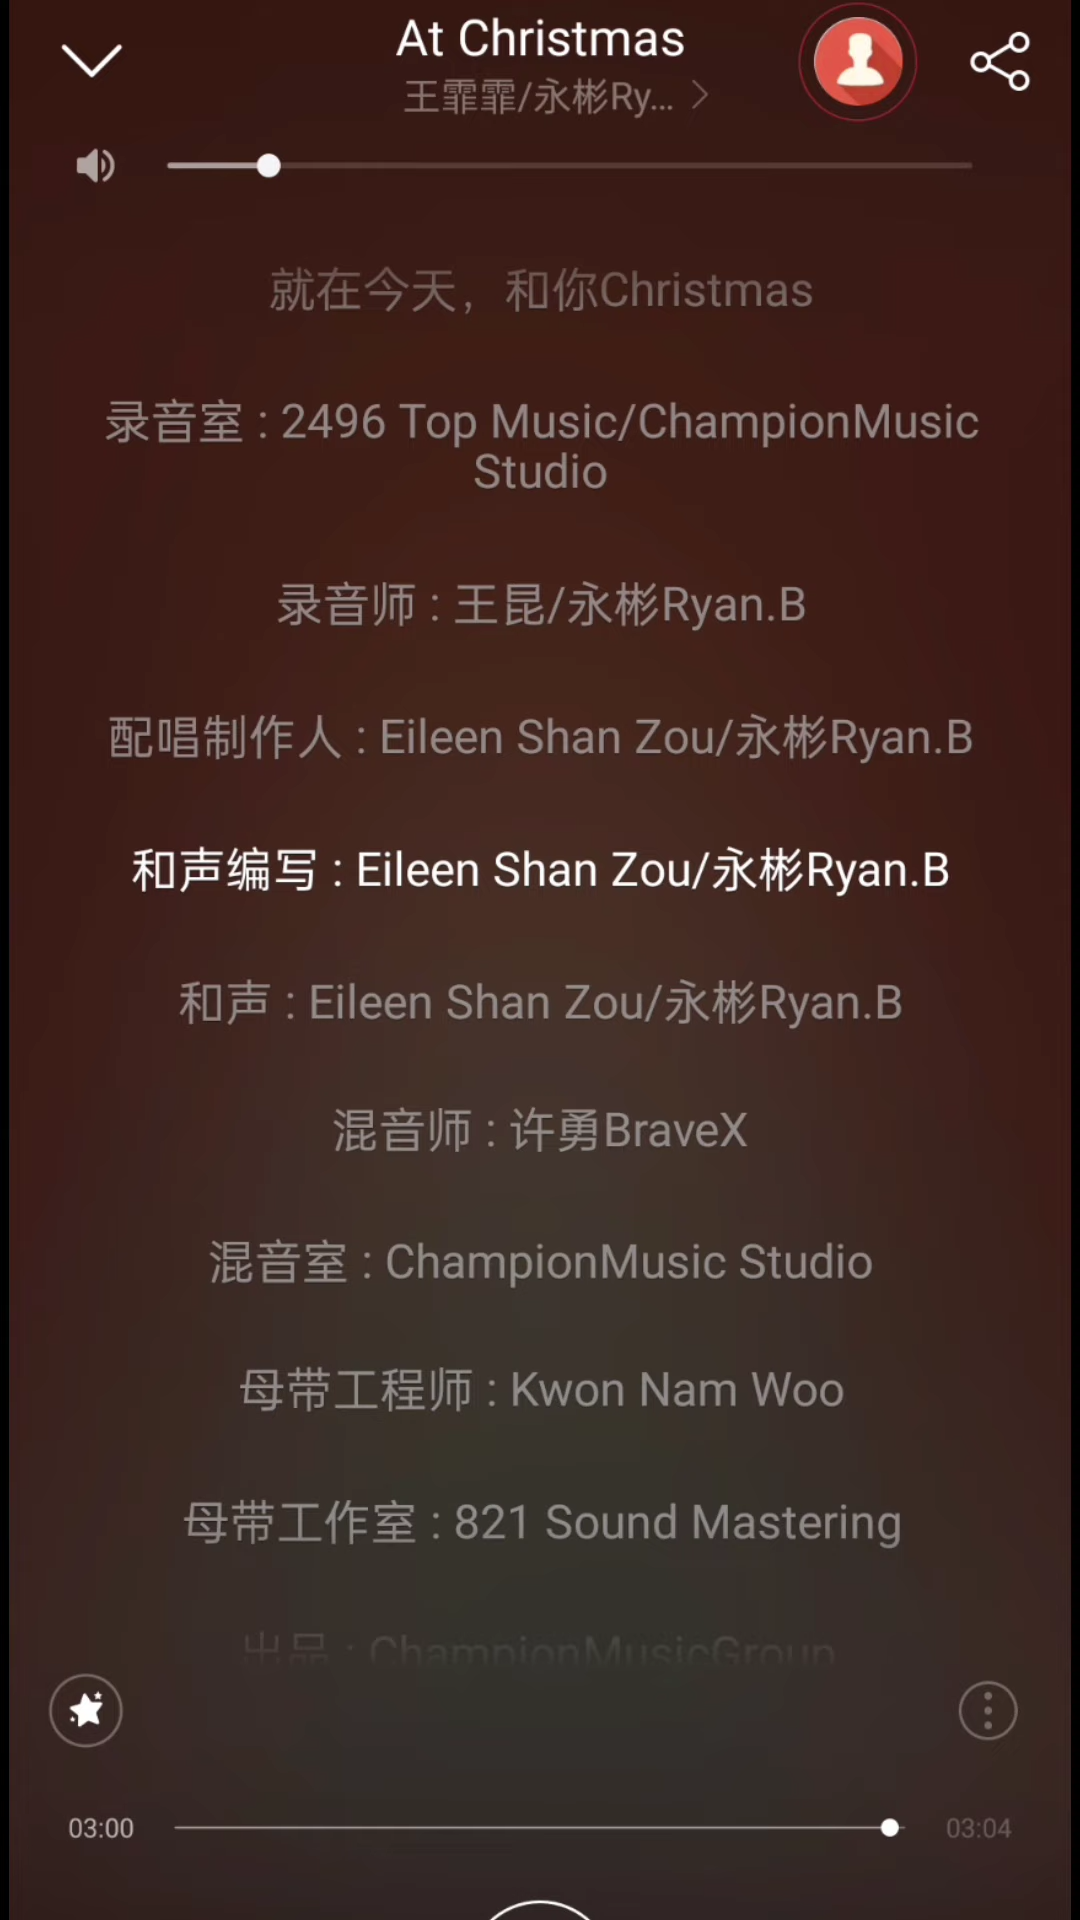 At Christmas
王霏霏/永彬Ry...
就在今天，和你Christmas
录音室 : 2496 Top Music/ChampionMusic
Studio
录音师 : 王昆/永彬Ryan.B
配唱制作人 : Eileen Shan Zou/永彬Ryan.B
和声编写 : Eileen Shan Zou/永彬Ryan.B
和声 : Eileen Shan Zou/永彬Ryan.B
混音师 : 许勇BraveX
混音室 : ChampionMusic Studio
母带工程师 : Kwon Nam Woo
母带工作室 : 821 Sound Mastering
出品 : ChampionMusicGroup
03:00
03:04